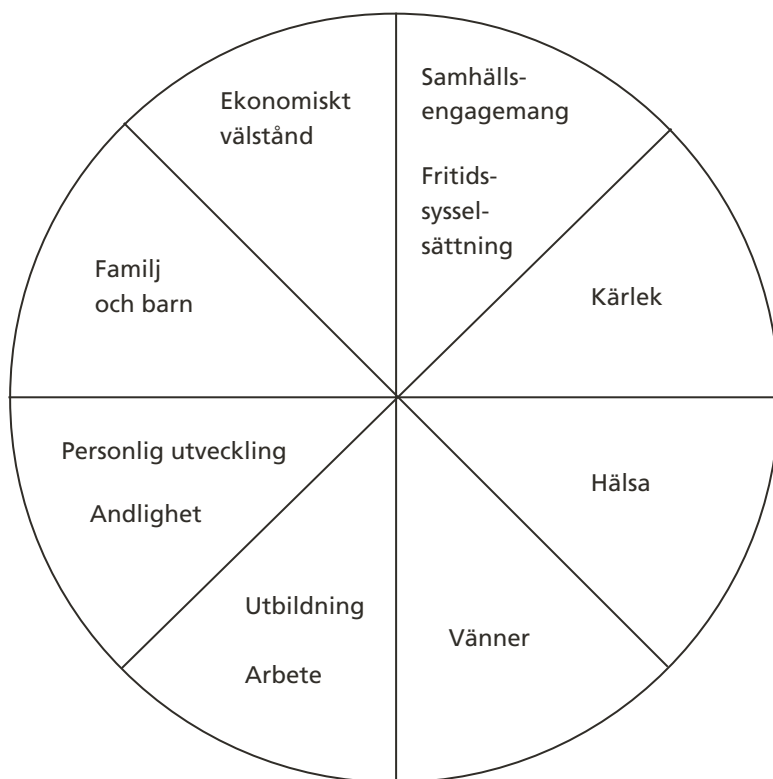 Ekonomiskt
välstånd
Samhälls-
engagemang
Fritids-
syssel-
sättning
Kärlek
Hälsa
Vänner
Utbildning
Arbete
Personlig utveckling
Andlighet
Familj
och barn